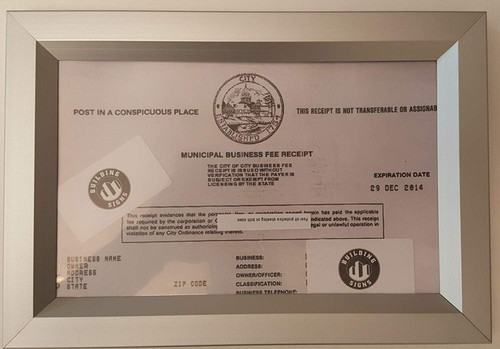 CITY
ESTABLISHED 1784
POST IN A CONSPICUOUS PLACE
THIS RECEIPT IS NOT TRANSFERABLE OR ASSIGNAB
MUNICIPAL BUSINESS FEE RECEIPT
THE CITY OF CITY BUSINESS FEE
RECEIPT IS ISSUED WITHOUT
VERIFICATION THAT THE PAYER IS
SUBJECT OR EXEMPT FROM
LICENSING BY THE STATE
EXPIRATION DATE
29 DEC 2014
BUILDING
SIGNS
This receipt evidences that the has paid the applicable
fee required by the corporation or dicated above. This receipt
shall not be construed as authorizing legal or unlawful operation in
violation of any City Ordinance relating thereto.
BUSINESS NAME
OWNER
ADDRESS
CITY
STATE
ZIP CODE
BUSINESS:
ADDRESS:
OWNER/OFFICER:
CLASSIFICATION:
BUSINESS TELEPHONE:
BUILDING
SIGNS